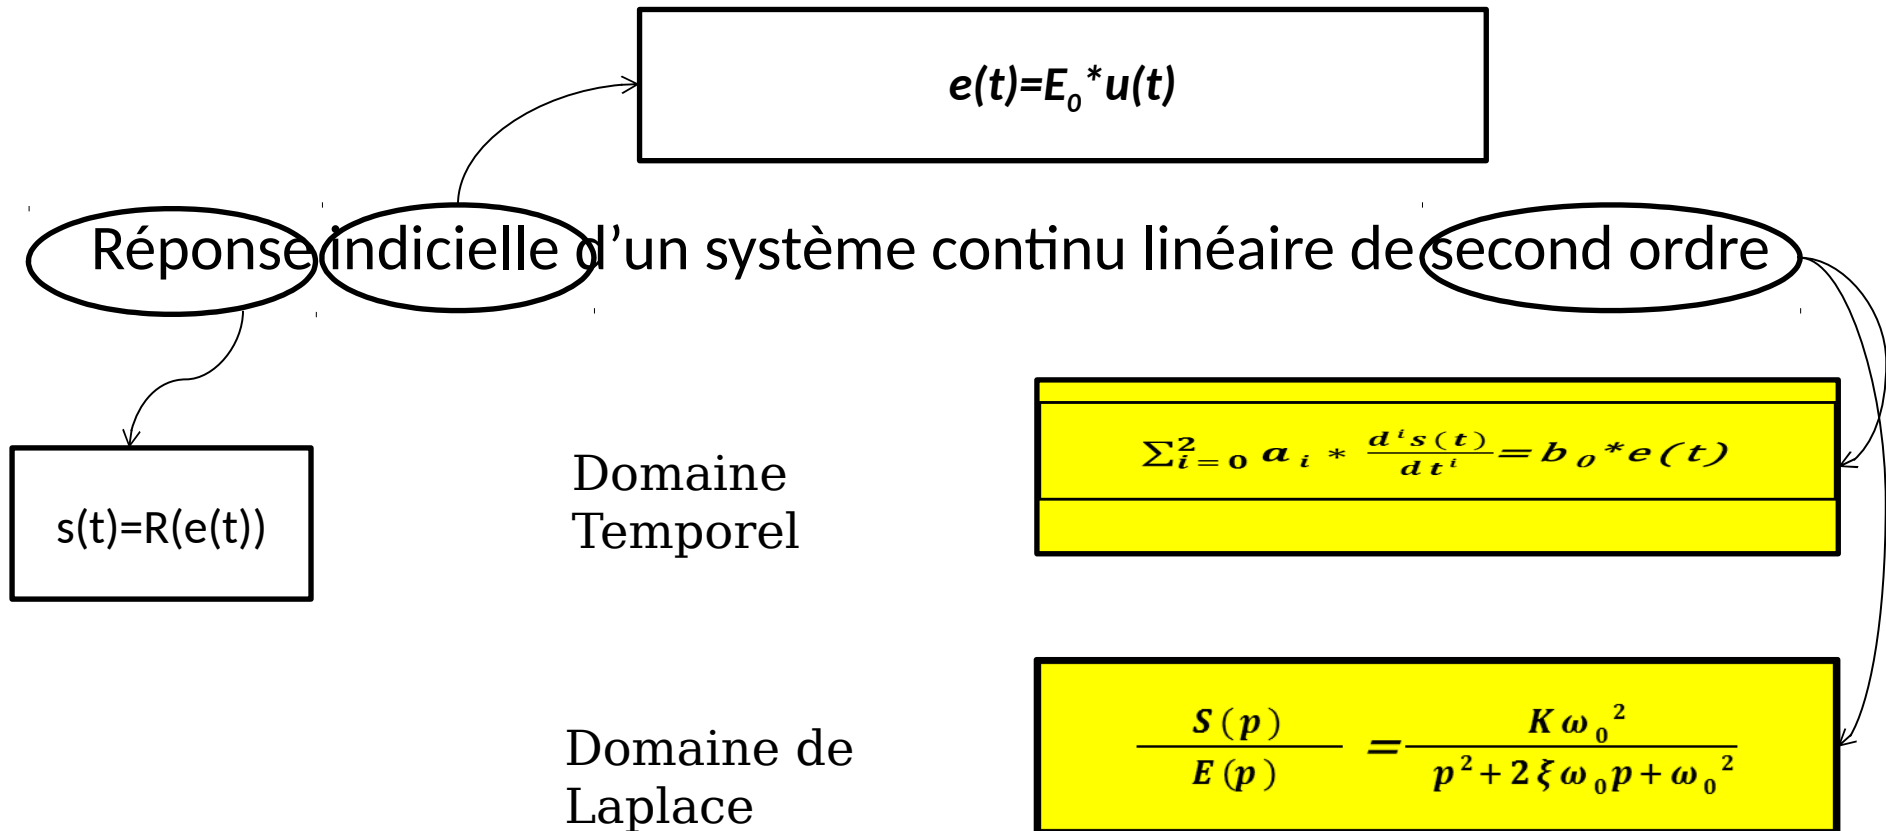 e(t)=E₀*u(t)
Réponse indicielle d’un système continu linéaire de second ordre
s(t)=R(e(t))
Domaine
Temporel
∑²ᵢ₌₀ aᵢ * dⁱs(t)/dtⁱ = b₀*e(t)
Domaine de
Laplace
S(p)/E(p) = Kω₀²/p²+2ξω₀p+ω₀²